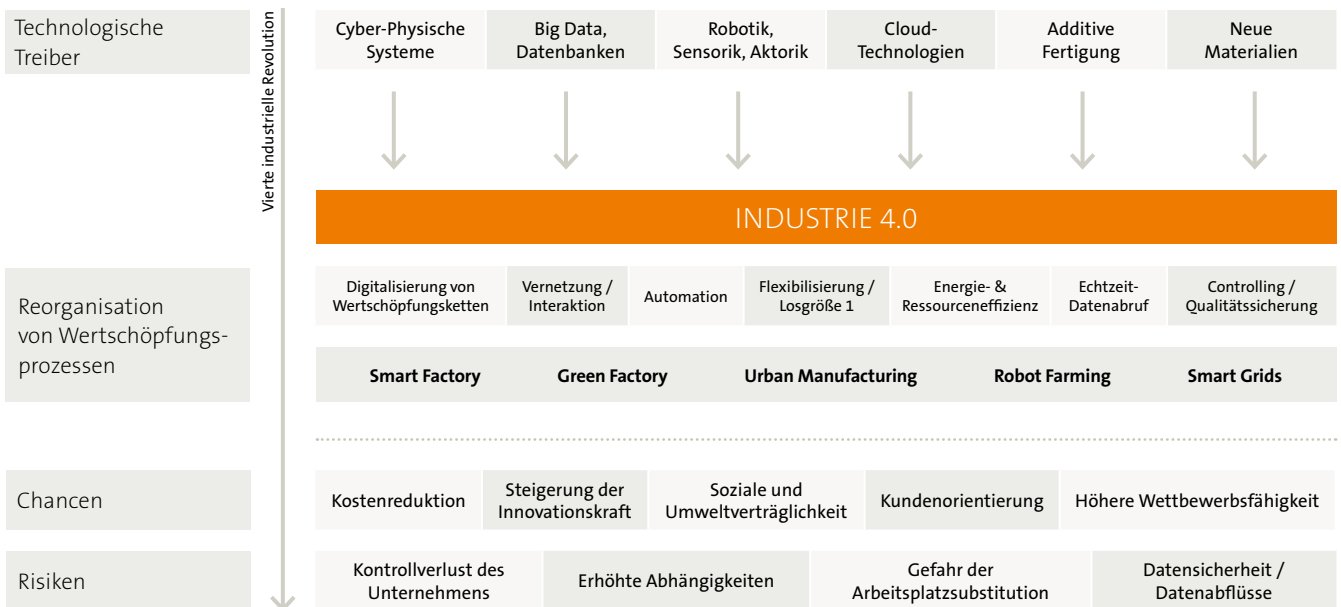 Technologische
Treiber
Vierte industrielle Revolution
Cyber-Physische
Systeme
Big Data,
Datenbanken
Robotik,
Sensorik, Aktorik
Cloud-
Technologien
Additive
Fertigung
Neue
Materialien
INDUSTRIE 4.0
Reorganisation
von Wertschöpfungs-
prozessen
Digitalisierung von
Wertschöpfungsketten
Vernetzung /
Interaktion
Automation
Flexibilisierung /
Losgröße 1
Energie- &
Ressourceneffizienz
Echtzeit-
Datenabruf
Controlling /
Qualitätssicherung
Smart Factory
Green Factory
Urban Manufacturing
Robot Farming
Smart Grids
Chancen
Kostenreduktion
Steigerung der
Innovationskraft
Soziale und
Umweltverträglichkeit
Kundenorientierung
Höhere Wettbewerbsfähigkeit
Risiken
Kontrollverlust des
Unternehmens
Erhöhte Abhängigkeiten
Gefahr der
Arbeitsplatzsubstitution
Datensicherheit /
Datenabflüsse